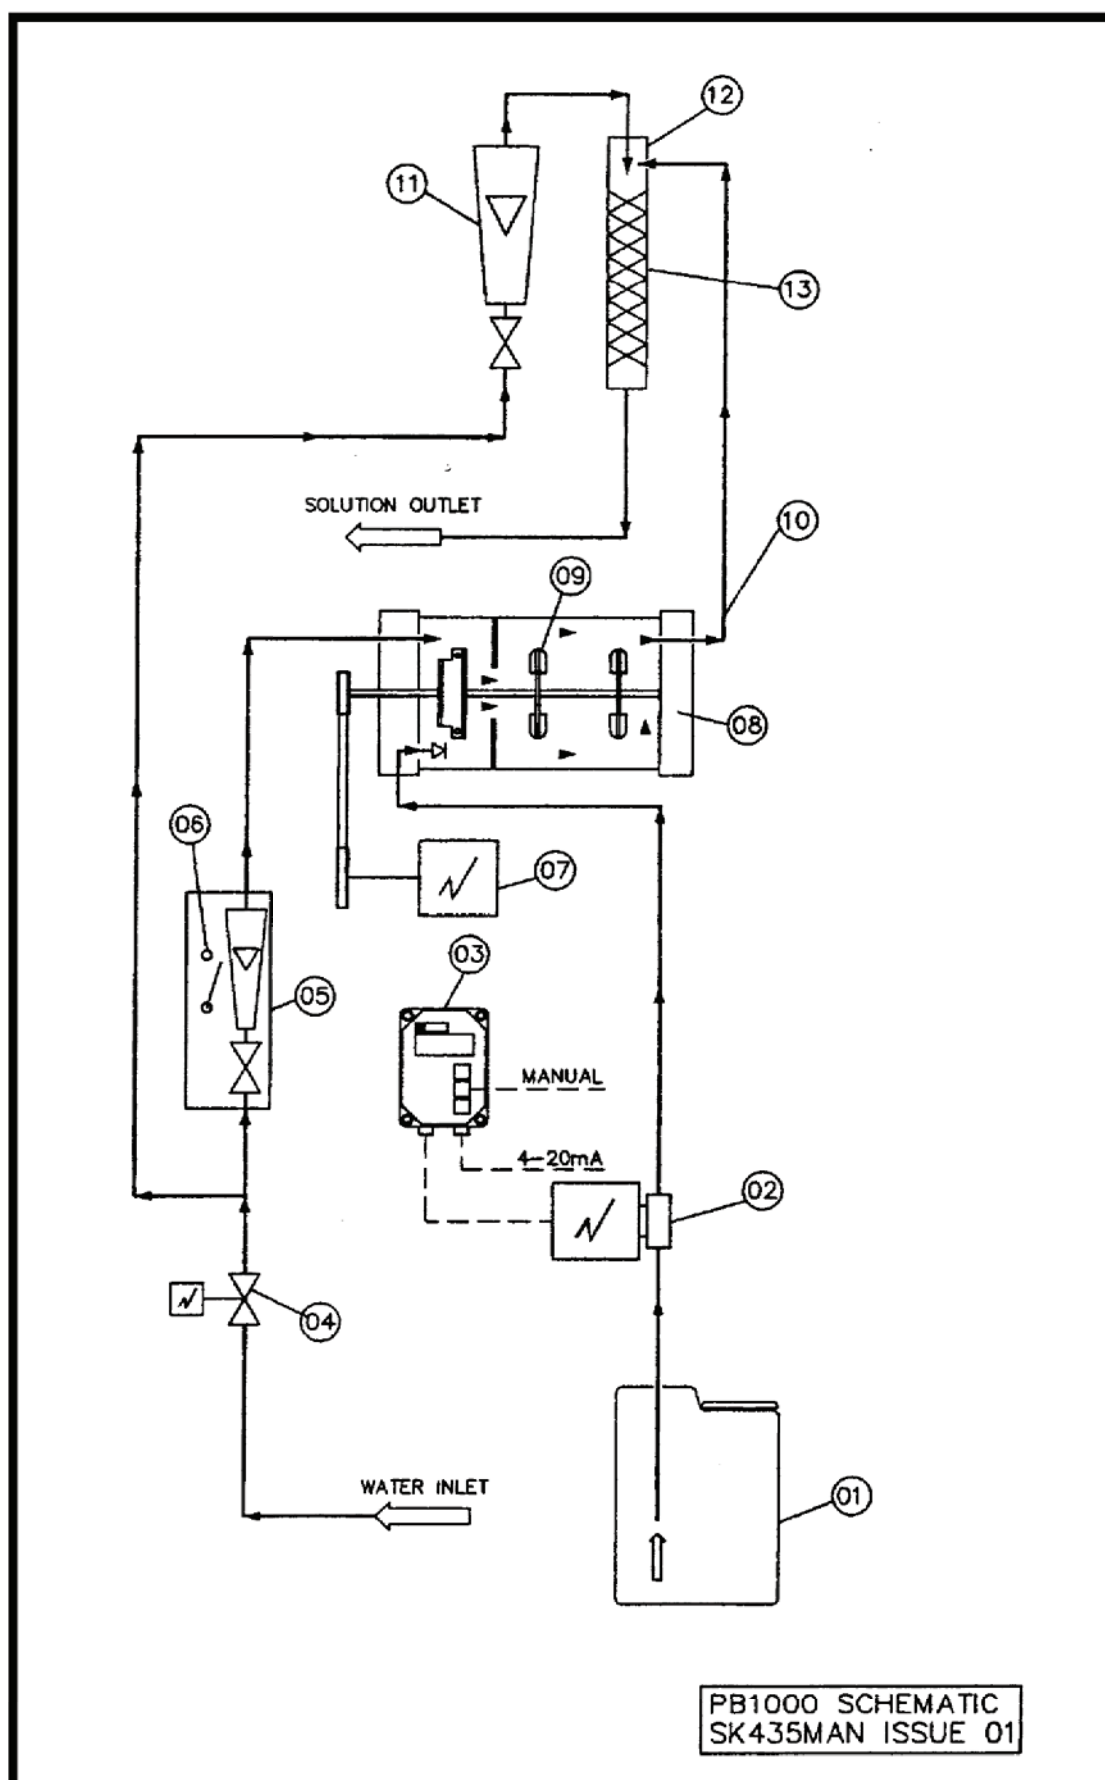 12
11
13
SOLUTION OUTLET
10
09
08
06
07
03
05
MANUAL
4-20mA
02
04
WATER INLET
01
PB1000 SCHEMATIC
SK435MAN ISSUE 01